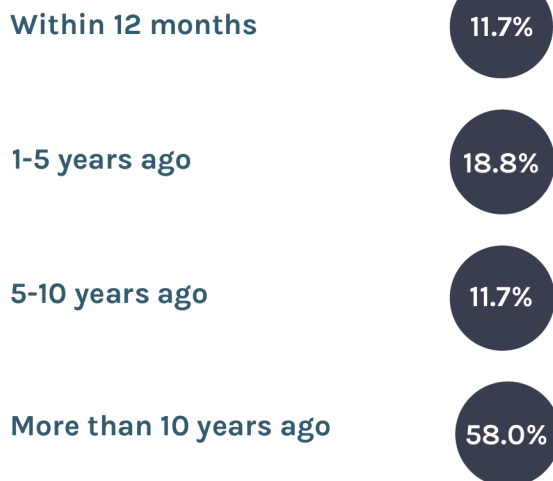 Within 12 months 11.7%
1-5 years ago 18.8%
5-10 years ago 11.7%
More than 10 years ago 58.0%